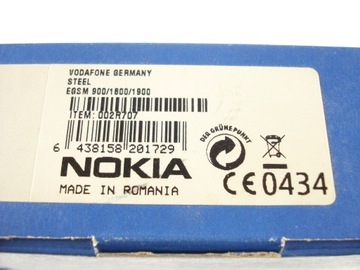 VODAFONE GERMANY
STEEL
EGSM 900/1800/1900
ITEM: 002R707
6 438158 201729
DER GRÜNE PUNKT
NOKIA
MADE IN ROMANIA
CE0434